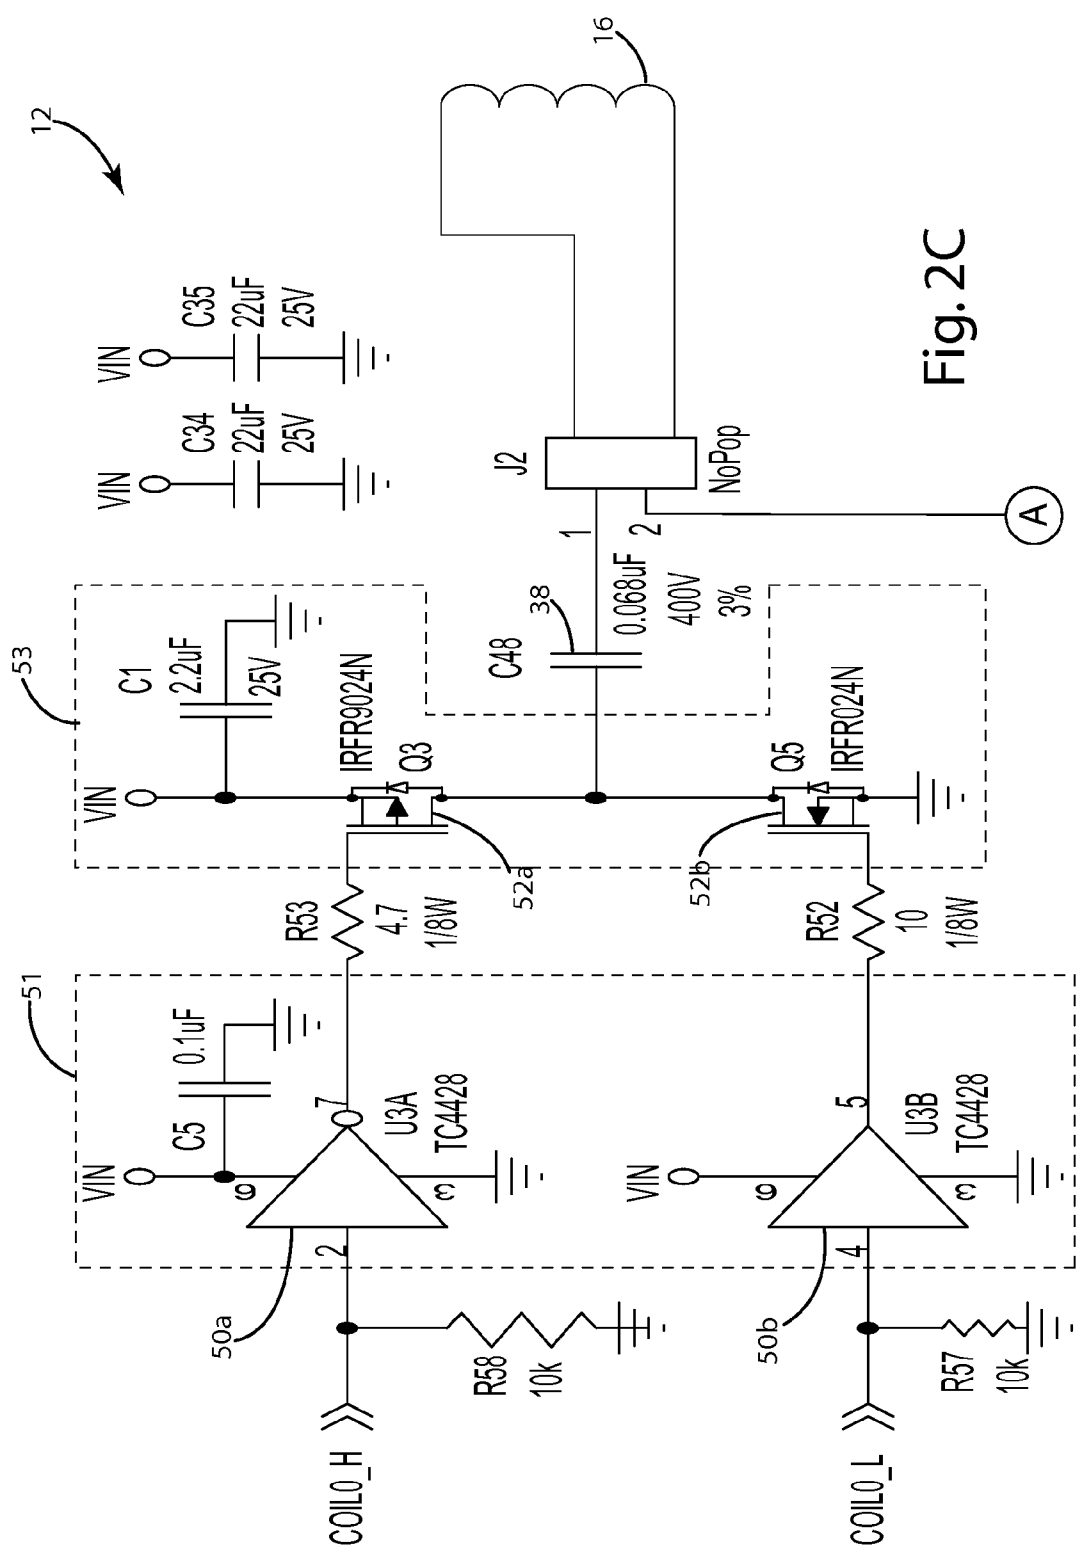 12
VIN
C34
22uF
25V
VIN
C35
22uF
25V
16
53
VIN
C1
2.2uF
25V
IRFR9024N
Q3
52a
52b
Q5
IRFR024N
C48
38
0.068uF
400V
3%
1
2
J2
NoPop
A
51
VIN
C5
0.1uF
6
7
U3A
TC4428
3
2
50a
R53
4.7
1/8W
VIN
6
5
U3B
TC4428
3
4
50b
R52
10
1/8W
COIL0_H
R58
10k
COIL0_L
R57
10k
Fig. 2C